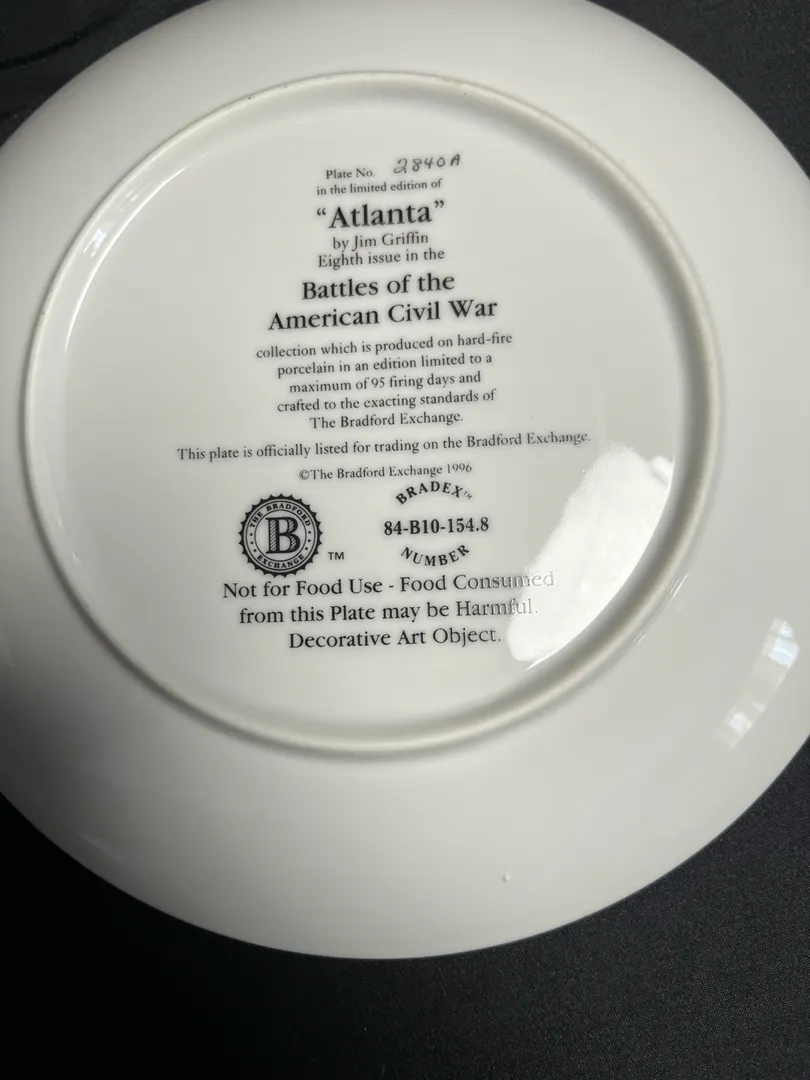 Plate No. 2840A
in the limited edition of
“Atlanta”
by Jim Griffin
Eighth issue in the
Battles of the
American Civil War
collection which is produced on hard-fire
porcelain in an edition limited to a
maximum of 95 firing days and
crafted to the exacting standards of
The Bradford Exchange.
This plate is officially listed for trading on the Bradford Exchange.
©The Bradford Exchange 1996
THE BRADFORD
B
EXCHANGE
TM
BRADEX™
84-B10-154.8
NUMBER
Not for Food Use - Food Consumed
from this Plate may be Harmful.
Decorative Art Object.